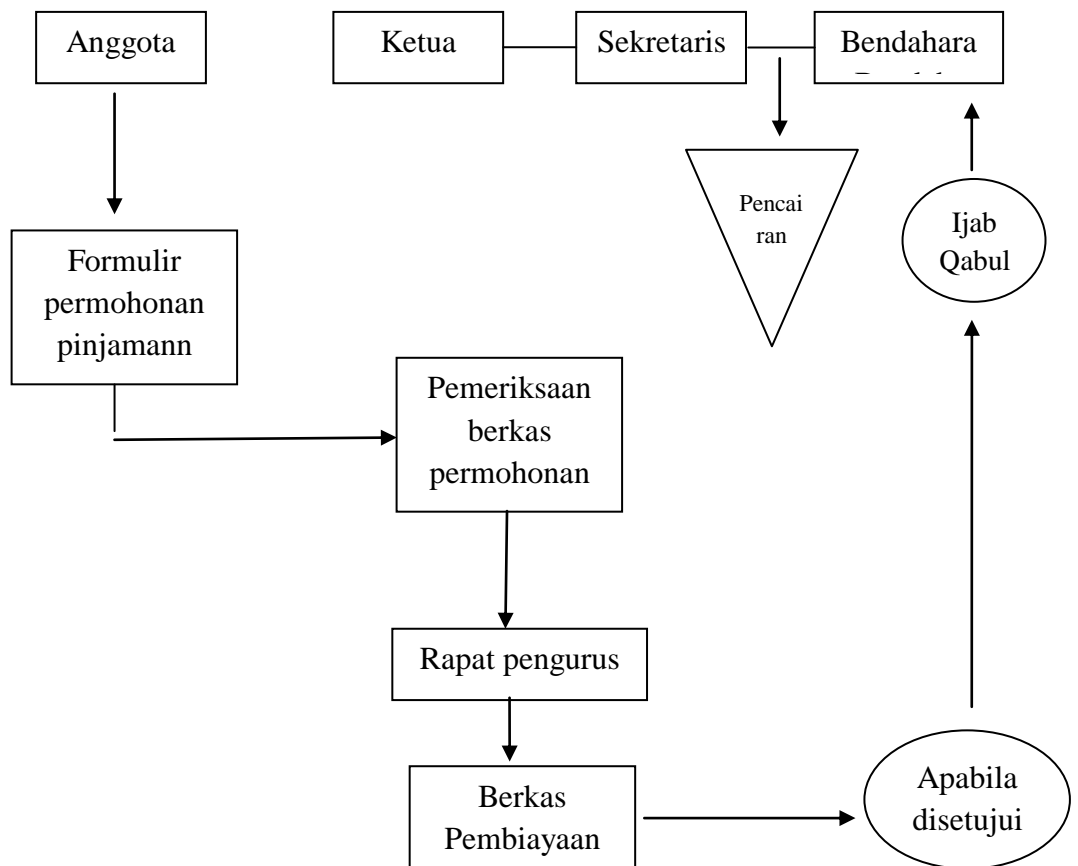 Anggota
Ketua
Sekretaris
Bendahara
Pencai
ran
Ijab
Qabul
Formulir
permohonan
pinjamann
Pemeriksaan
berkas
permohonan
Rapat pengurus
Berkas
Pembiayaan
Apabila
disetujui